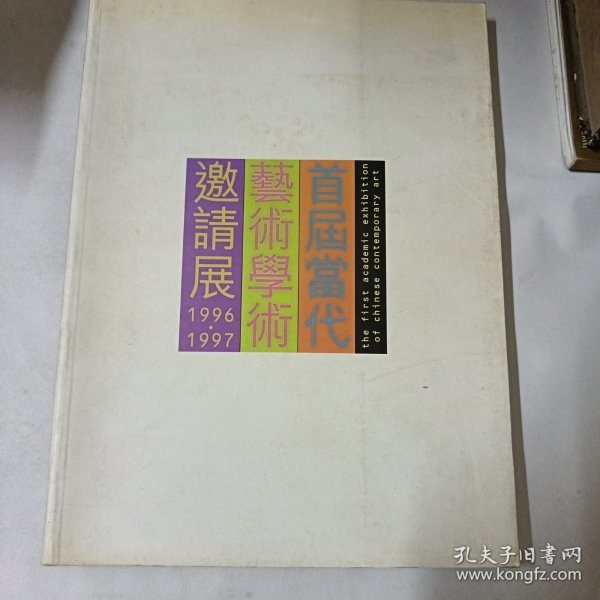 首屆當代
藝術學術
邀請展
1996
·
1997
the first academic exhibition
of chinese contemporary art
孔夫子旧书网
www.kongfz.com